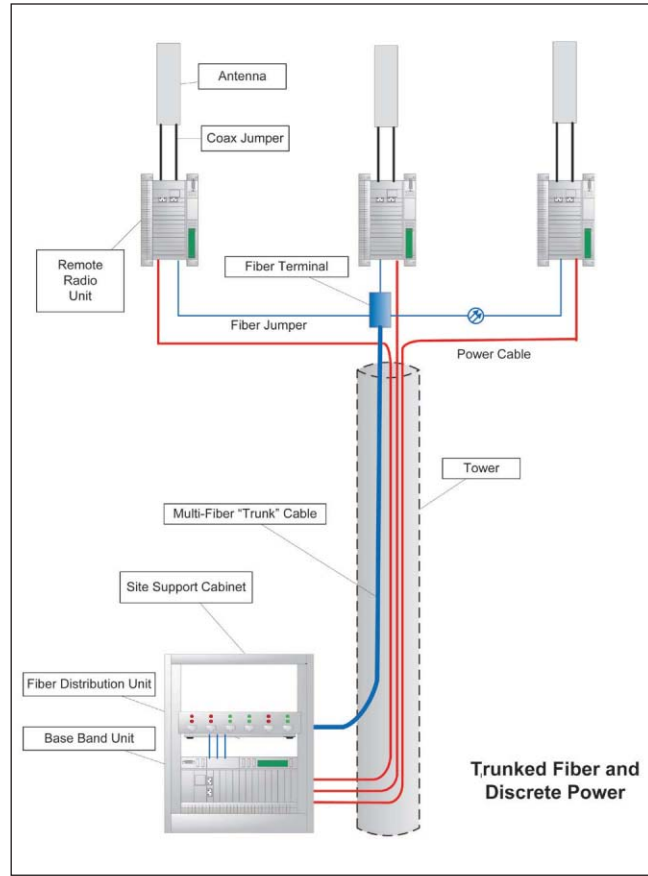 Antenna
Coax Jumper
Remote
Radio
Unit
Fiber Terminal
Fiber Jumper
Power Cable
Tower
Multi-Fiber “Trunk” Cable
Site Support Cabinet
Fiber Distribution Unit
Base Band Unit
Trunked Fiber and
Discrete Power